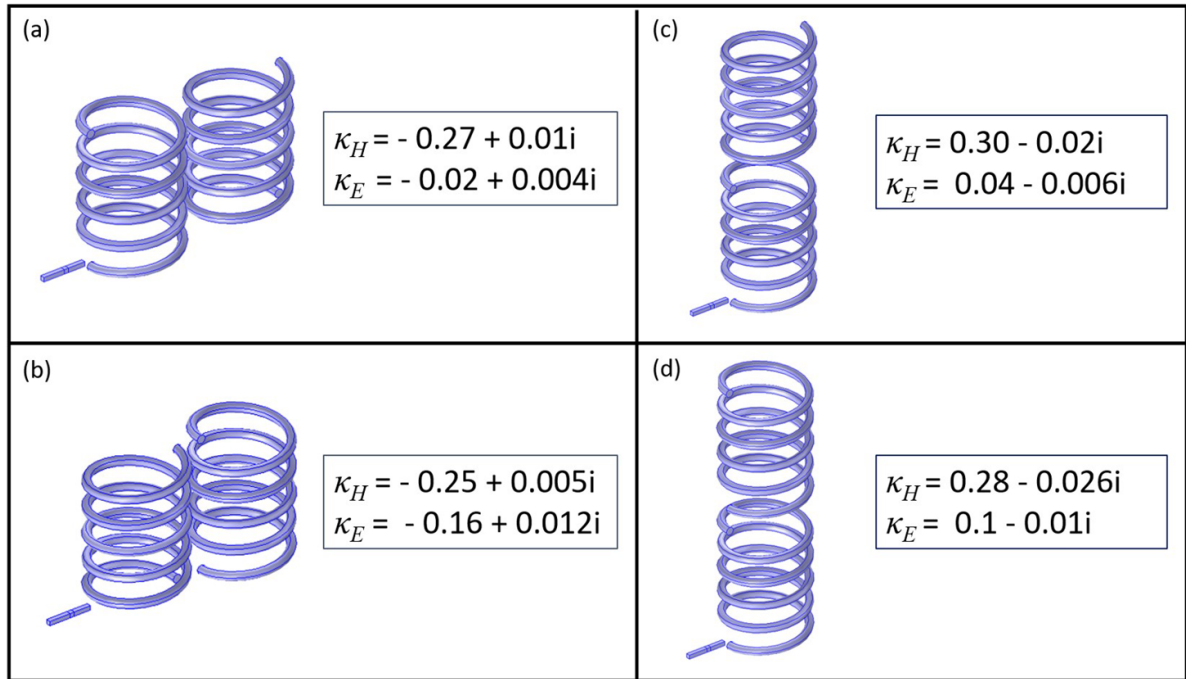 (a)
κH = - 0.27 + 0.01i
κE = - 0.02 + 0.004i
(c)
κH = 0.30 - 0.02i
κE = 0.04 - 0.006i
(b)
κH = - 0.25 + 0.005i
κE = - 0.16 + 0.012i
(d)
κH = 0.28 - 0.026i
κE = 0.1 - 0.01i